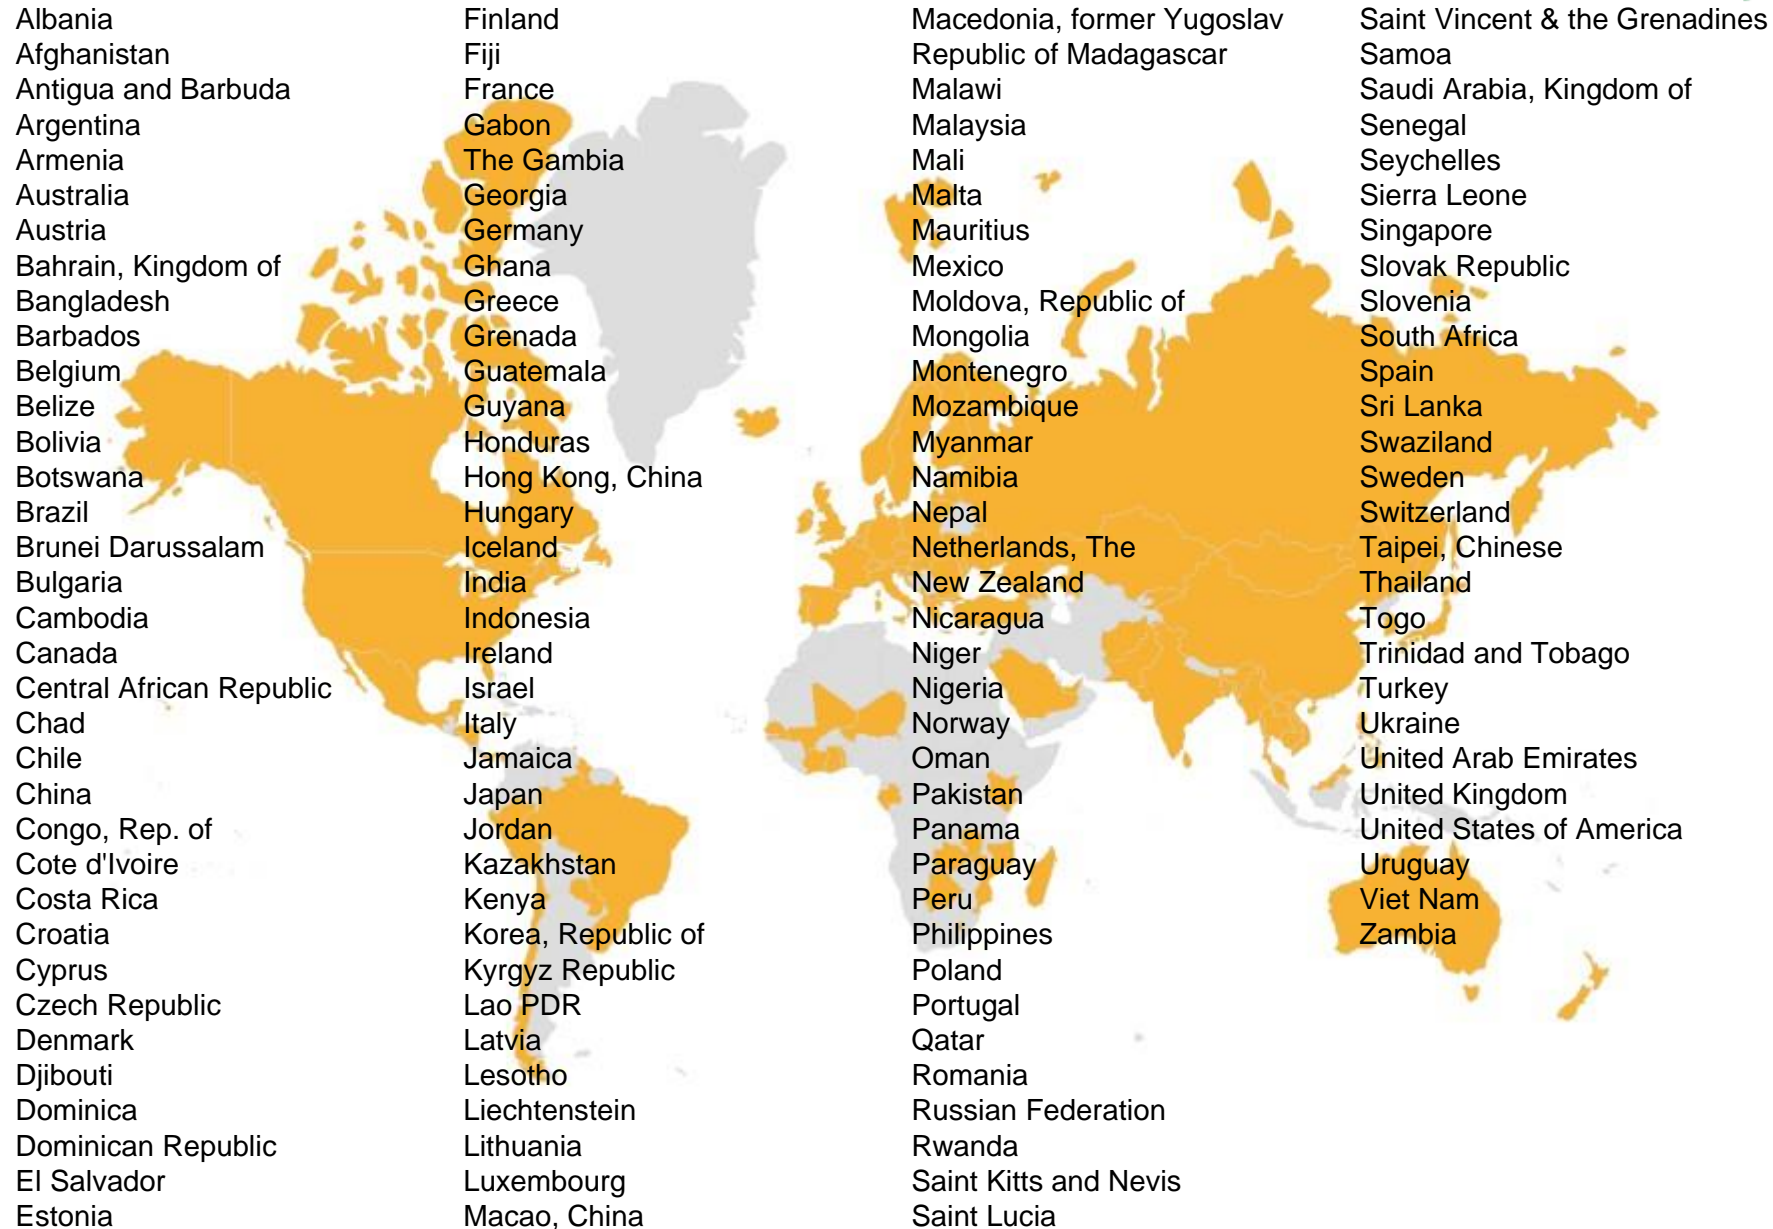 Albania
Afghanistan
Antigua and Barbuda
Argentina
Armenia
Australia
Austria
Bahrain, Kingdom of
Bangladesh
Barbados
Belgium
Belize
Bolivia
Botswana
Brazil
Brunei Darussalam
Bulgaria
Cambodia
Canada
Central African Republic
Chad
Chile
China
Congo, Rep. of
Cote d'Ivoire
Costa Rica
Croatia
Cyprus
Czech Republic
Denmark
Djibouti
Dominica
Dominican Republic
El Salvador
Estonia
Finland
Fiji
France
Gabon
The Gambia
Georgia
Germany
Ghana
Greece
Grenada
Guatemala
Guyana
Honduras
Hong Kong, China
Hungary
Iceland
India
Indonesia
Ireland
Israel
Italy
Jamaica
Japan
Jordan
Kazakhstan
Kenya
Korea, Republic of
Kyrgyz Republic
Lao PDR
Latvia
Lesotho
Liechtenstein
Lithuania
Luxembourg
Macao, China
Macedonia, former Yugoslav
Republic of Madagascar
Malawi
Malaysia
Mali
Malta
Mauritius
Mexico
Moldova, Republic of
Mongolia
Montenegro
Mozambique
Myanmar
Namibia
Nepal
Netherlands, The
New Zealand
Nicaragua
Niger
Nigeria
Norway
Oman
Pakistan
Panama
Paraguay
Peru
Philippines
Poland
Portugal
Qatar
Romania
Russian Federation
Rwanda
Saint Kitts and Nevis
Saint Lucia
Saint Vincent & the Grenadines
Samoa
Saudi Arabia, Kingdom of
Senegal
Seychelles
Sierra Leone
Singapore
Slovak Republic
Slovenia
South Africa
Spain
Sri Lanka
Swaziland
Sweden
Switzerland
Taipei, Chinese
Thailand
Togo
Trinidad and Tobago
Turkey
Ukraine
United Arab Emirates
United Kingdom
United States of America
Uruguay
Viet Nam
Zambia